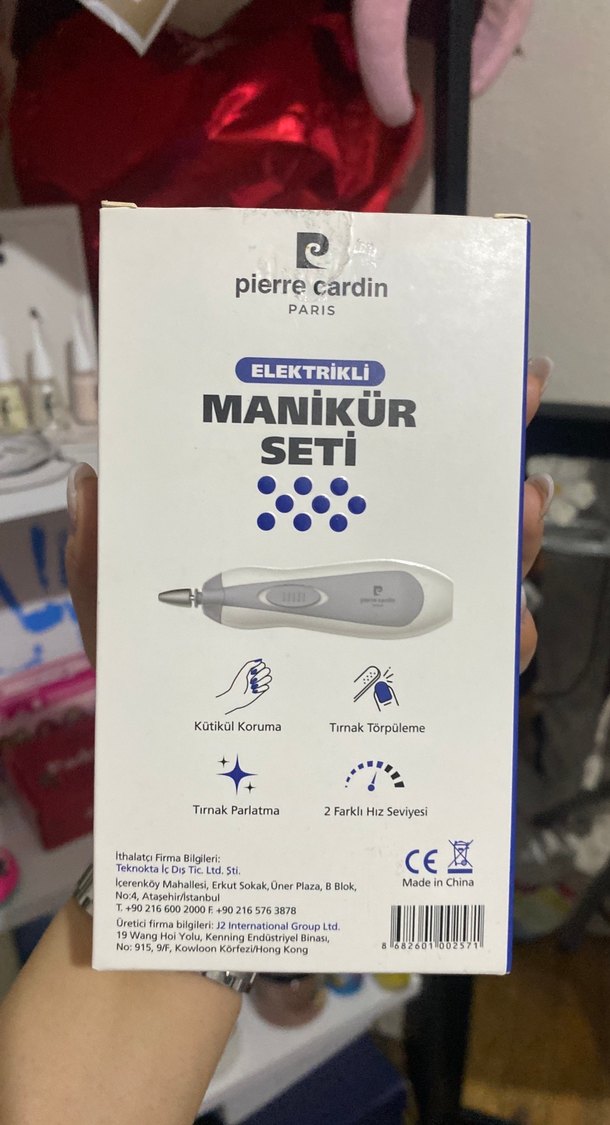 pierre cardin
PARIS
ELEKTRİKLİ
MANİKÜR
SETİ
pierre cardin
Kütikül Koruma
Tırnak Törpüleme
Tırnak Parlatma
2 Farklı Hız Seviyesi
İthalatçı Firma Bilgileri:
Teknokta İç Dış Tic. Ltd. Şti.
İçerenköy Mahallesi, Erkut Sokak, Üner Plaza, B Blok,
No:4, Ataşehir/İstanbul
T. +90 216 600 2000 F. +90 216 576 3878
Üretici firma bilgileri: J2 International Group Ltd.
19 Wang Hoi Yolu, Kenning Endüstriyel Binası,
No: 915, 9/F, Kowloon Körfezi/Hong Kong
CE
Made in China
8 682601 002571